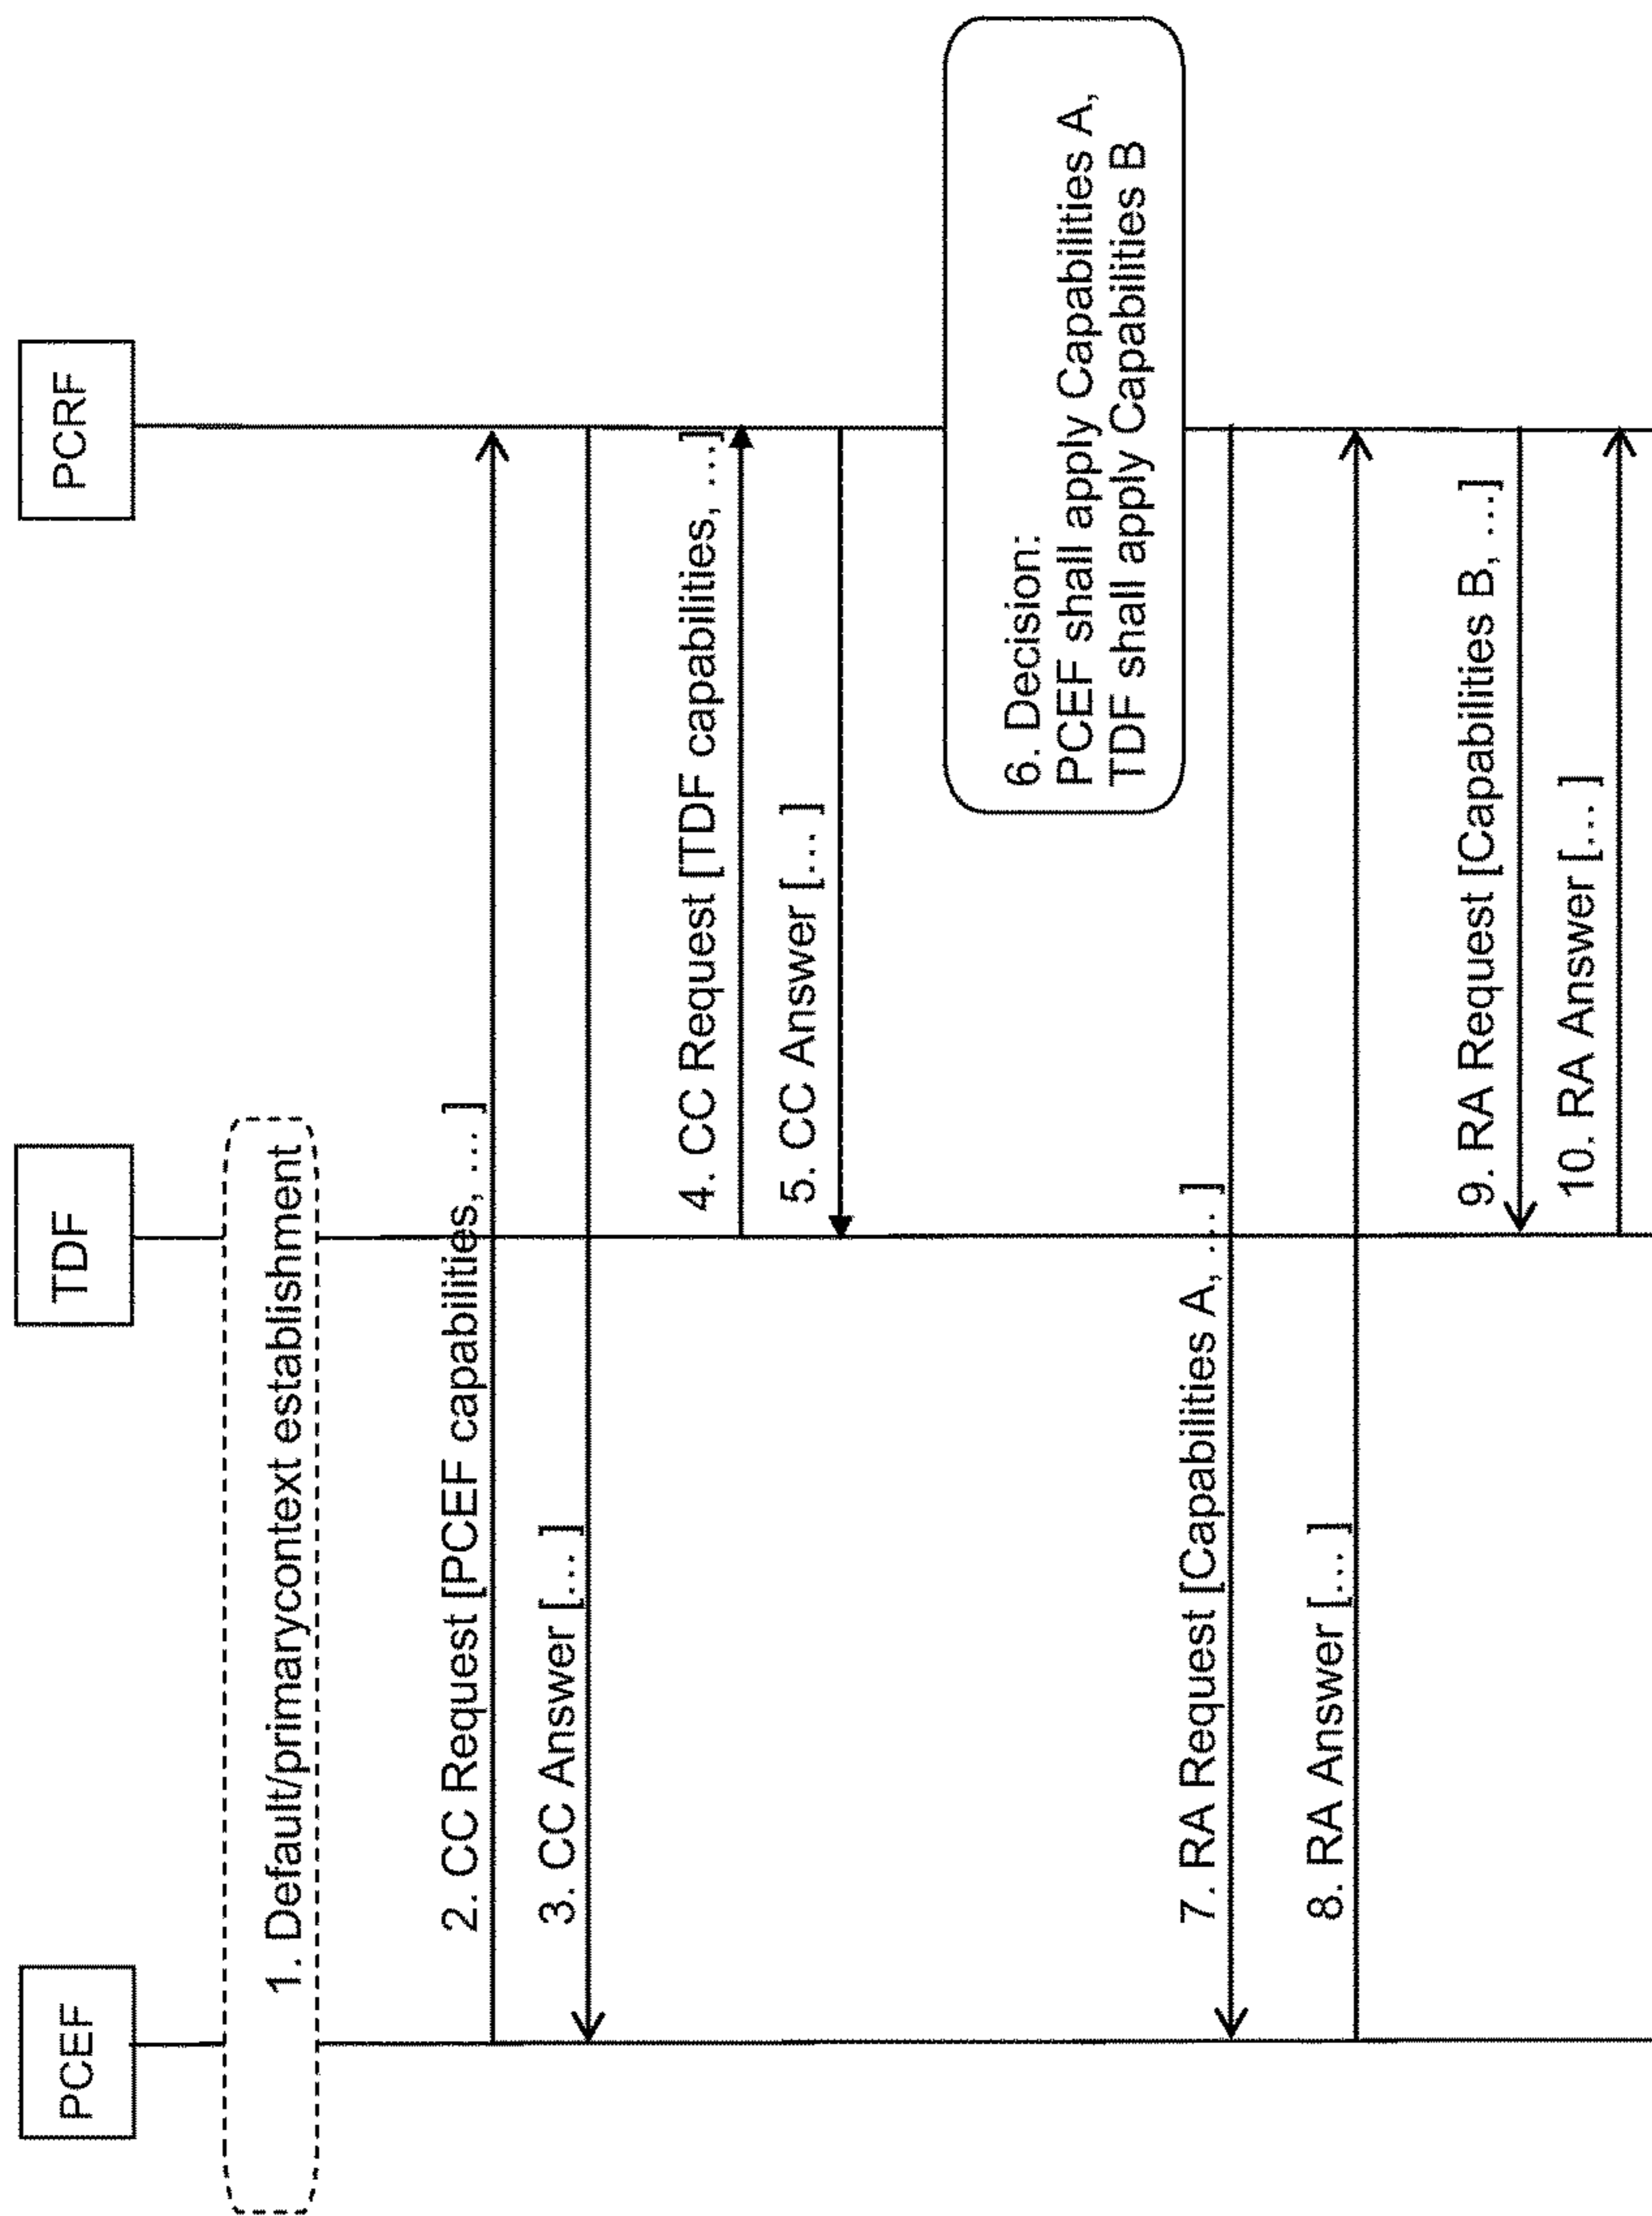 PCEF
TDF
PCRF
1. Default/primarycontext establishment
2. CC Request [PCEF capabilities, ... ]
3. CC Answer [... ]
4. CC Request [TDF capabilities, ...]
5. CC Answer [... ]
6. Decision:
PCEF shall apply Capabilities A,
TDF shall apply Capabilities B
7. RA Request [Capabilities A, ... ]
8. RA Answer [... ]
9. RA Request [Capabilities B, ...]
10. RA Answer [... ]